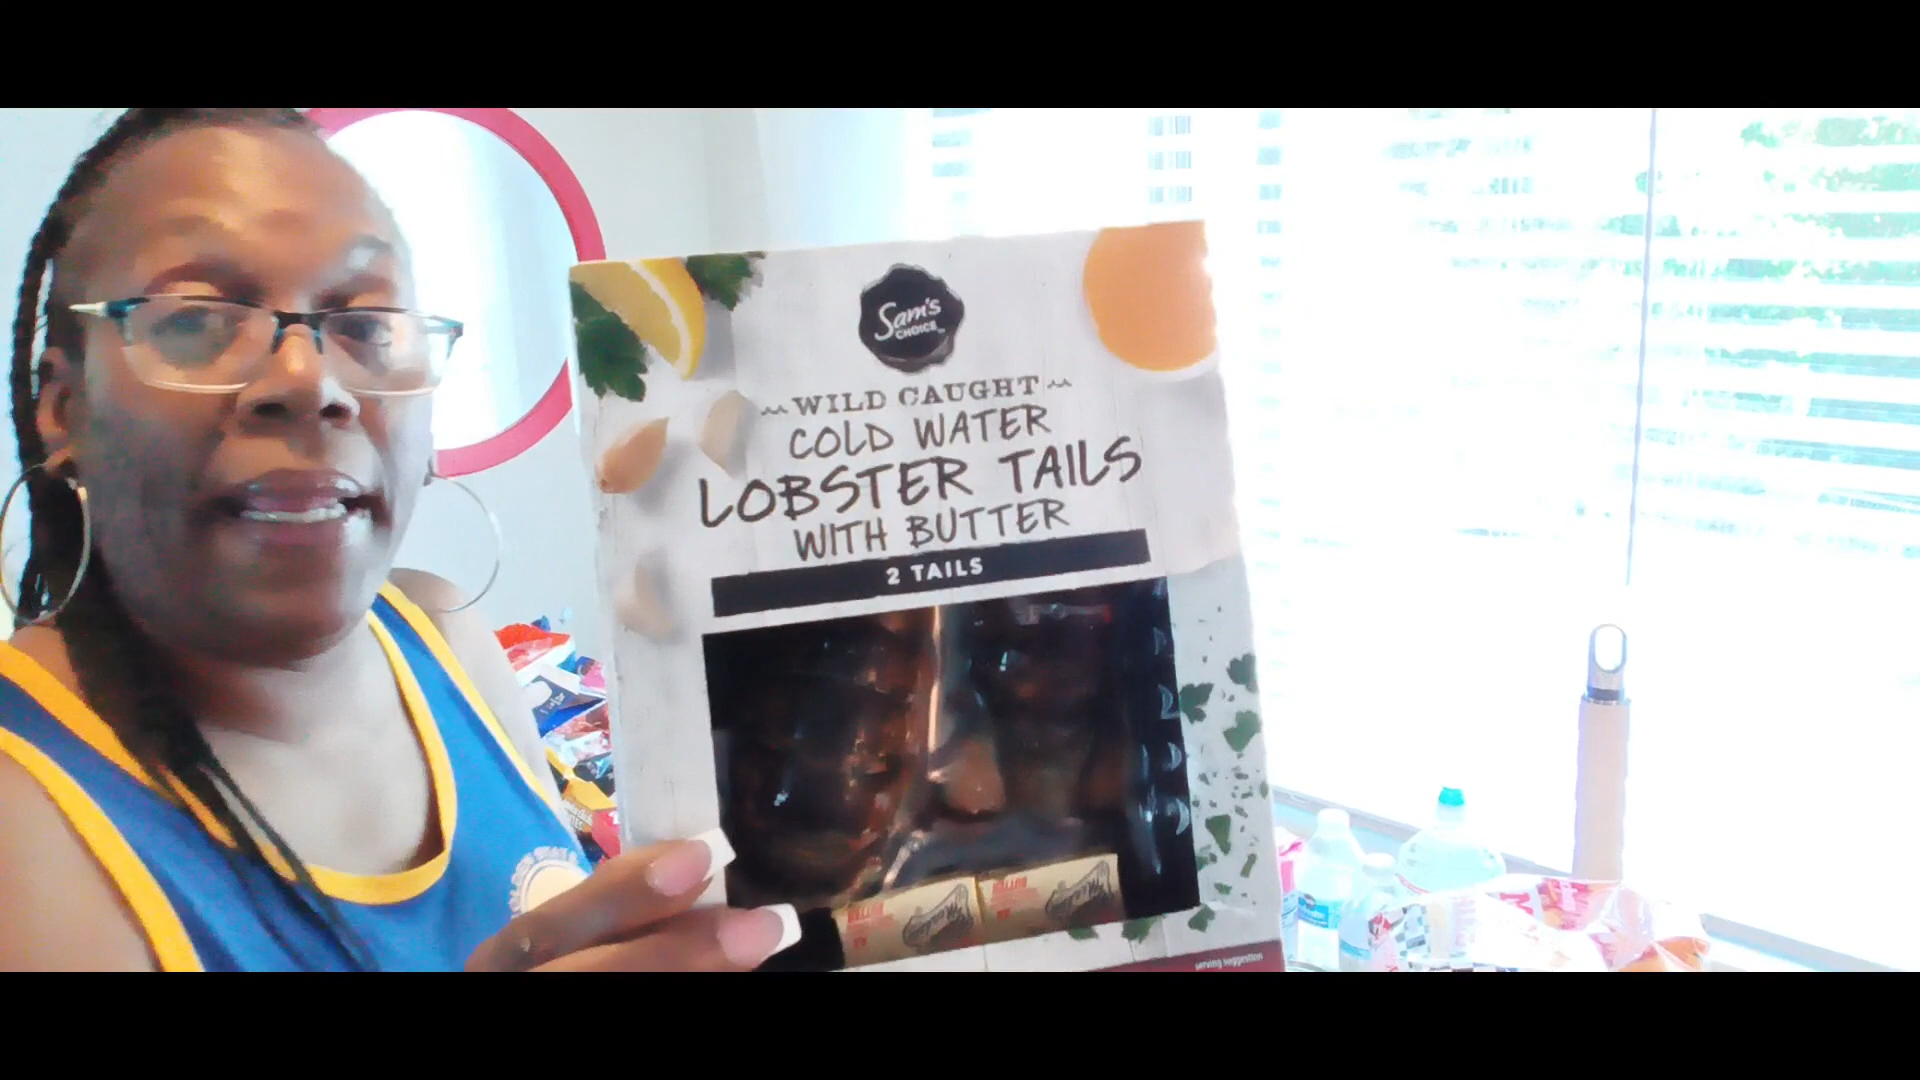 Sam's
CHOICE
WILD CAUGHT
COLD WATER
LOBSTER TAILS
WITH BUTTER
2 TAILS
serving suggestion